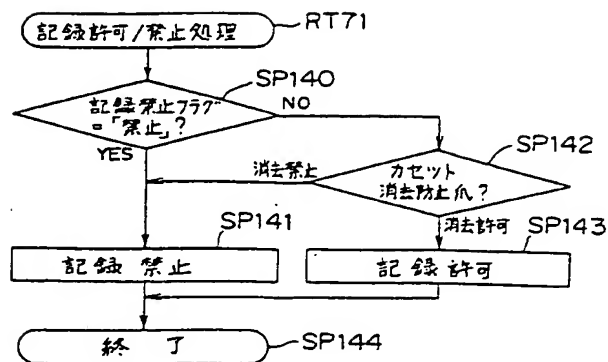 記録許可/禁止処理
RT71
SP140
記録禁止フラグ
=「禁止」?
NO
YES
SP142
カセット
消去防止爪?
消去禁止
消去許可
SP141
記録禁止
SP143
記録許可
終了
SP144